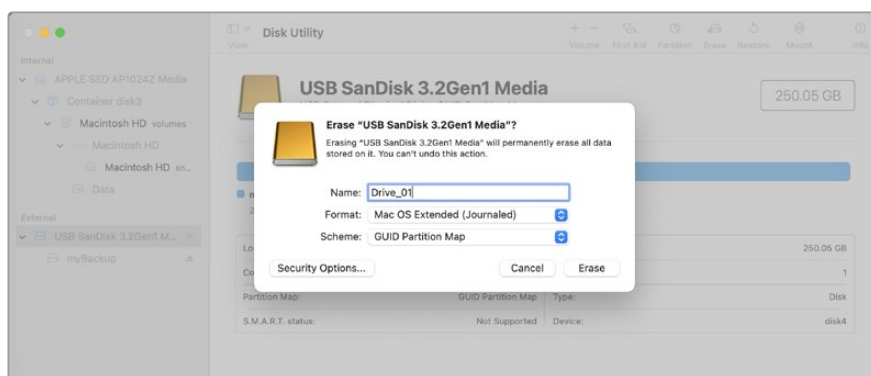 Disk Utility
View
Volume First Aid Partition Erase Restore Mount
Internal
APPLE SSD AP1024Z Media
Container disk3
Macintosh HD volumes
Macintosh HD
Macintosh HD sn...
Data
External
USB SanDisk 3.2Gen1 M...
myBackup
USB SanDisk 3.2Gen1 Media
250.05 GB
Erase “USB SanDisk 3.2Gen1 Media”?
Erasing “USB SanDisk 3.2Gen1 Media” will permanently erase all data
stored on it. You can't undo this action.
Name: Drive_01
Format: Mac OS Extended (Journaled)
Scheme: GUID Partition Map
Security Options... Cancel Erase
250.05 GB
1
Partition Map: GUID Partition Map Type: Disk
S.M.A.R.T. status: Not Supported Device: disk4